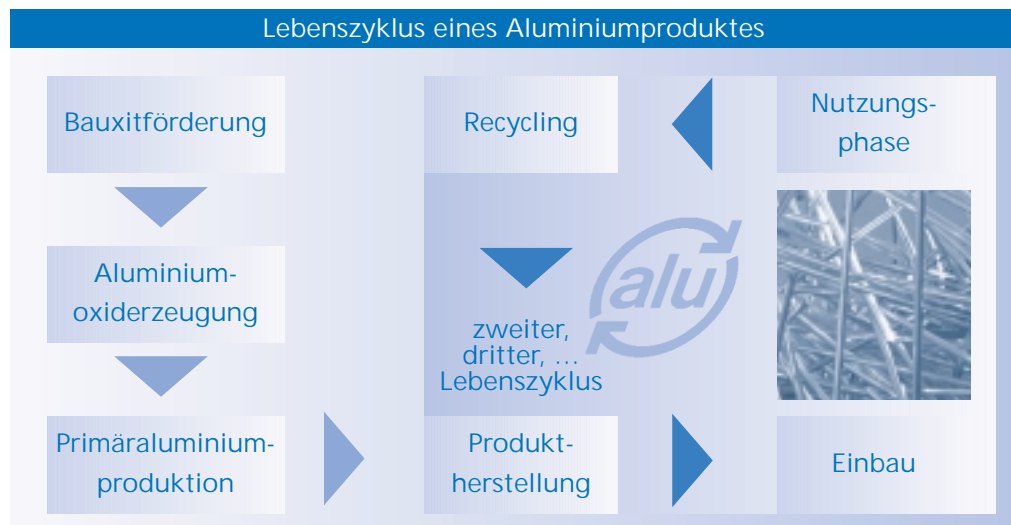 Lebenszyklus eines Aluminiumproduktes
Bauxitförderung
Aluminium-
oxiderzeugung
Primäraluminium-
produktion
Recycling
zweiter,
dritter, ...
Lebenszyklus
Produkt-
herstellung
alu
Nutzungs-
phase
Einbau